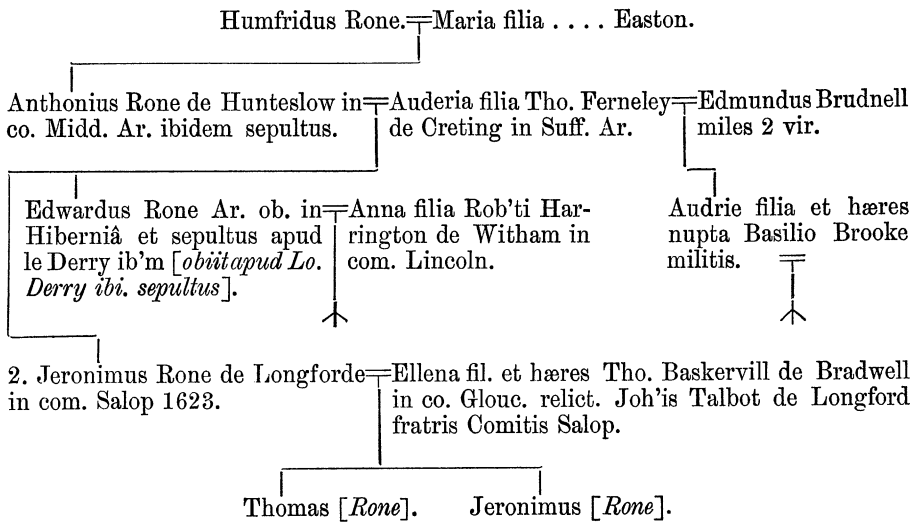 Humfridus Rone. Maria filia .... Easton.
Anthonius Rone de Hunteslow in
co. Midd. Ar. ibidem sepultus.
Auderia filia Tho. Ferneley
de Creting in Suff. Ar.
Edmundus Brudnell
miles 2 vir.
Edwardus Rone Ar. ob. in
Hiberniâ et sepultus apud
le Derry ib'm [obiit apud Lo.
Derry ibi. sepultus].
Anna filia Rob'ti Har-
rington de Witham in
com. Lincoln.
Audrie filia et hæres
nupta Basilio Brooke
militis.
2. Jeronimus Rone de Longforde
in com. Salop 1623.
Ellena fil. et hæres Tho. Baskervill de Bradwell
in co. Glouc. relict. Joh'is Talbot de Longford
fratris Comitis Salop.
Thomas [Rone]. Jeronimus [Rone].